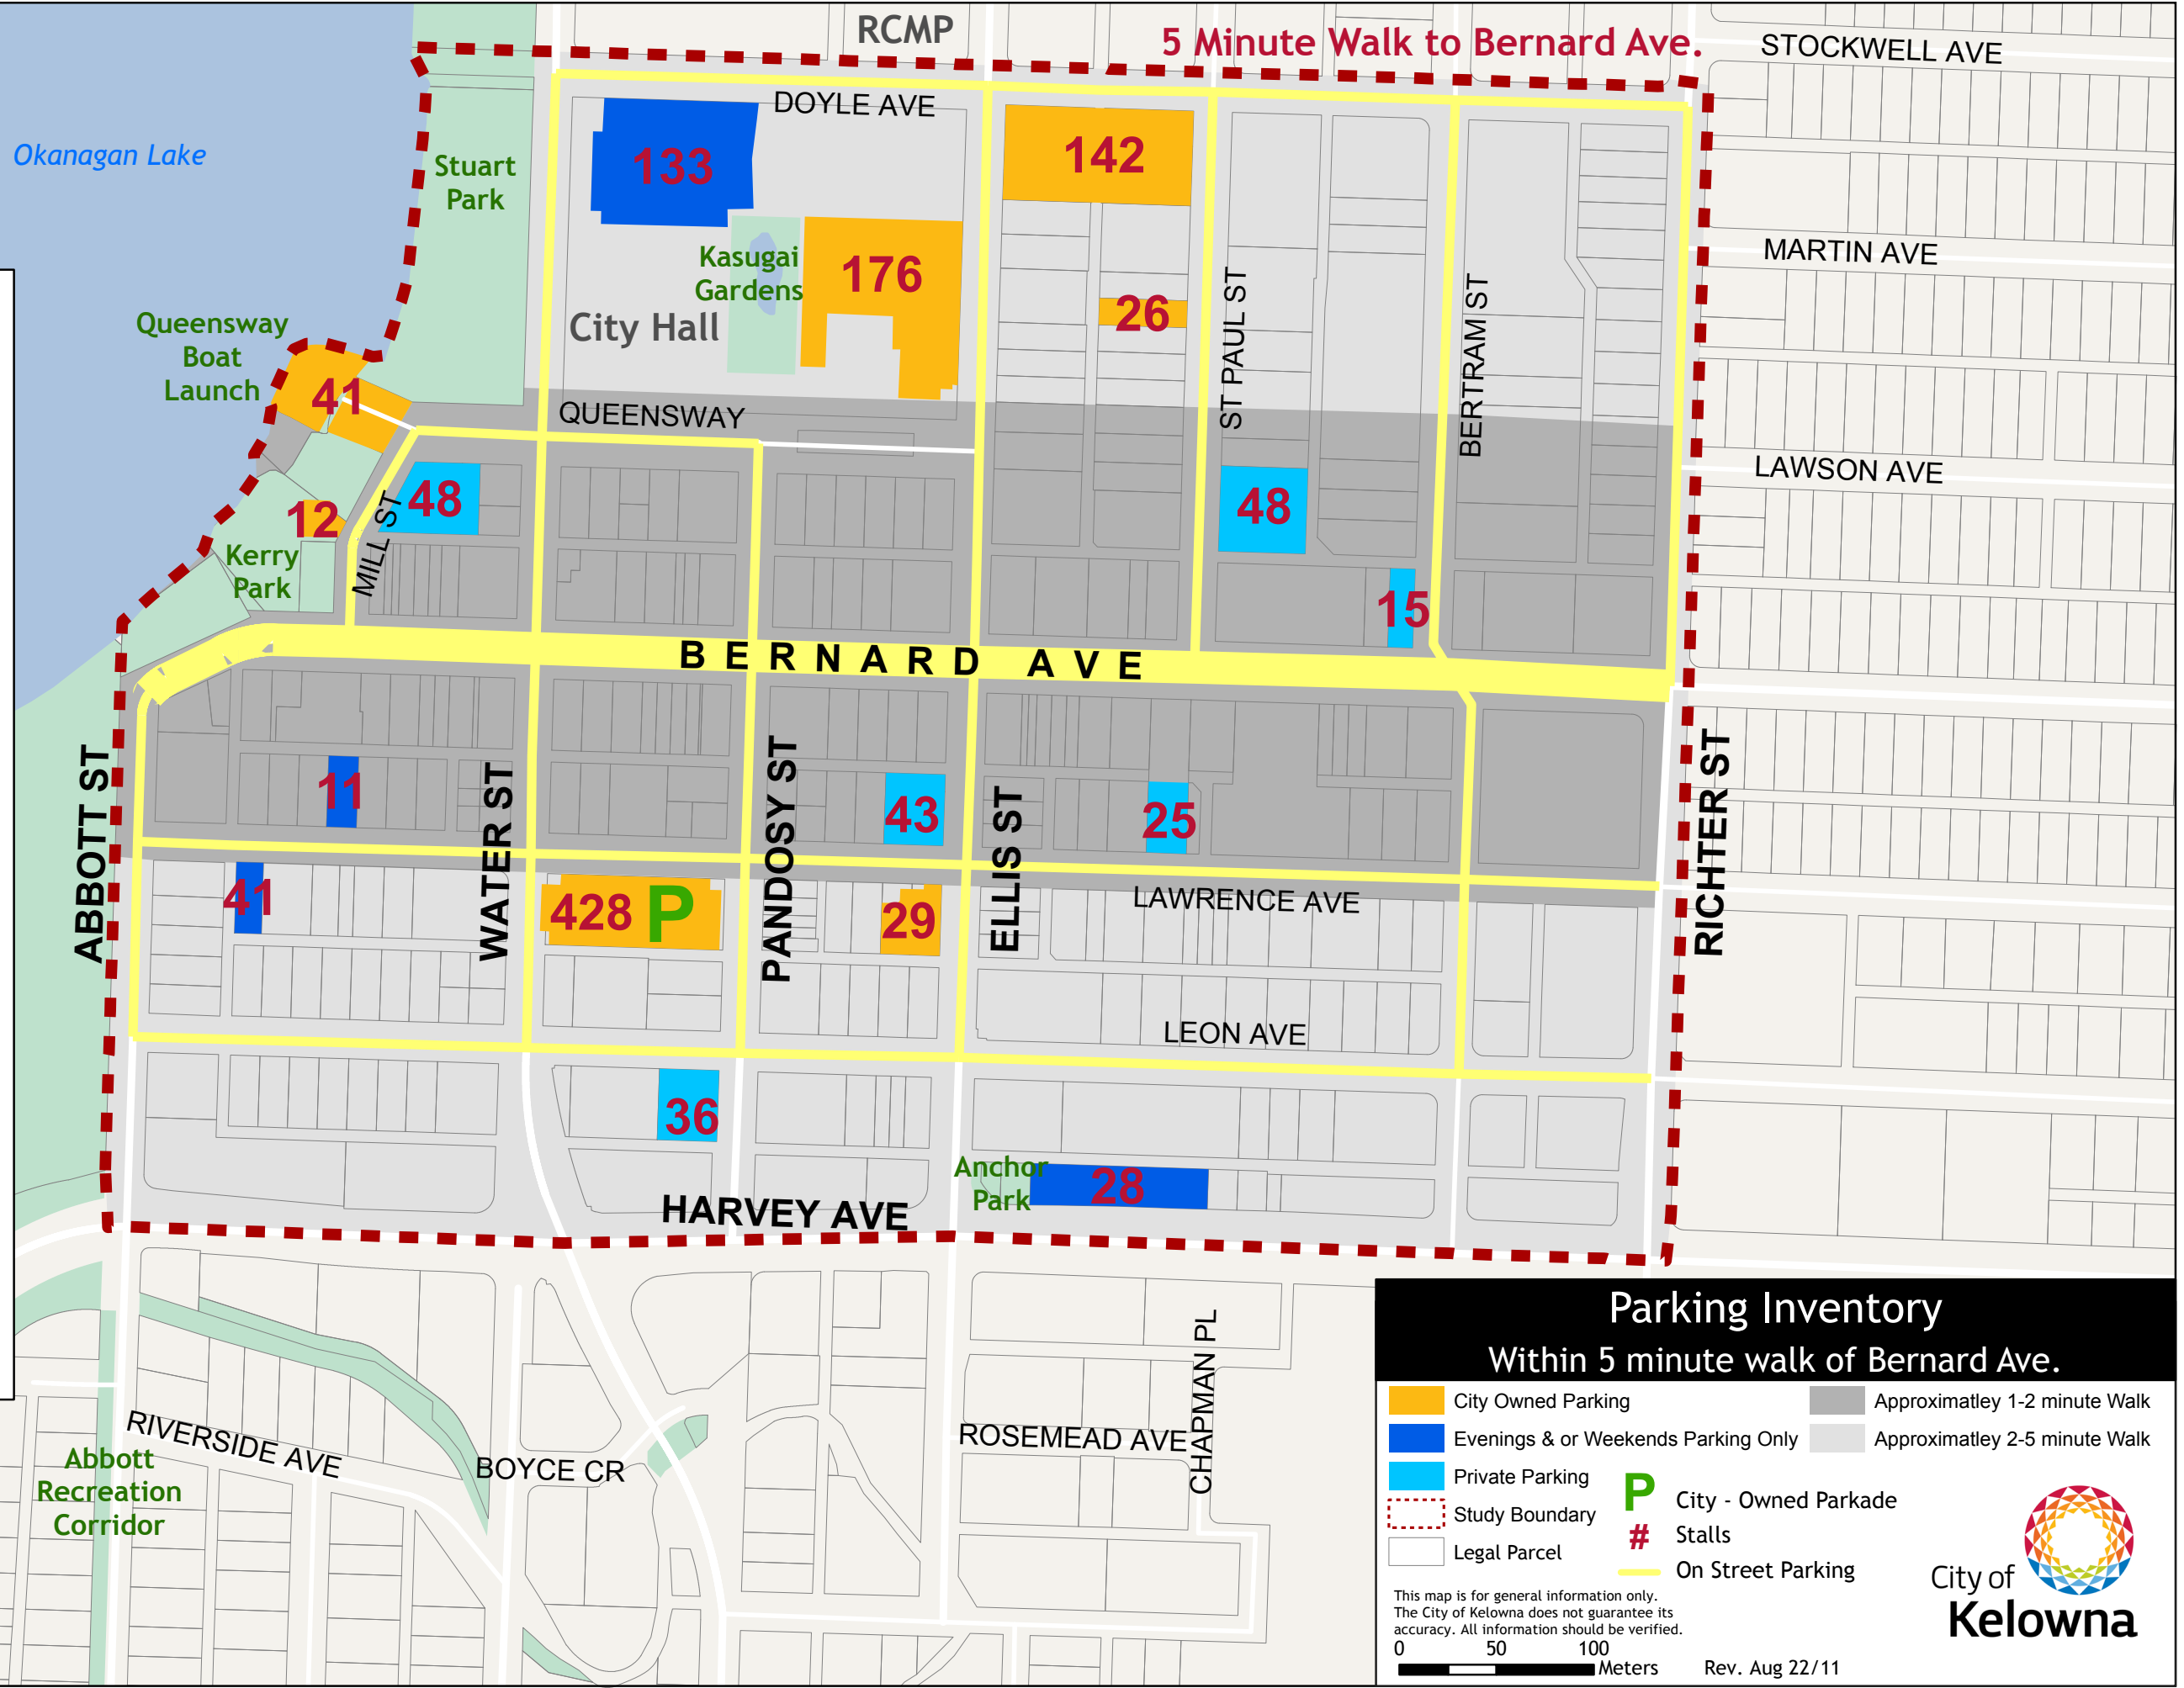 RCMP
5 Minute Walk to Bernard Ave.
STOCKWELL AVE
DOYLE AVE
133
142
Okanagan Lake
Stuart
Park
MARTIN AVE
Kasugai
Gardens
176
26
ST PAUL ST
BERTRAM ST
City Hall
Queensway
Boat
Launch
41
QUEENSWAY
LAWSON AVE
48
48
12
MILL ST
Kerry
Park
15
BERNARD AVE
ABBOTT ST
11
WATER ST
PANDOSY ST
43
ELLIS ST
25
RICHTER ST
41
428 P
29
LAWRENCE AVE
LEON AVE
36
Anchor
Park
28
HARVEY AVE
CHAPMAN PL
RIVERSIDE AVE
BOYCE CR
ROSEMEAD AVE
Abbott
Recreation
Corridor
Parking Inventory
Within 5 minute walk of Bernard Ave.
City Owned Parking
Approximatley 1-2 minute Walk
Evenings & or Weekends Parking Only
Approximatley 2-5 minute Walk
Private Parking
P City - Owned Parkade
Study Boundary
# Stalls
Legal Parcel
On Street Parking
This map is for general information only.
The City of Kelowna does not guarantee its
accuracy. All information should be verified.
0 50 100
Meters
Rev. Aug 22/11
City of
Kelowna